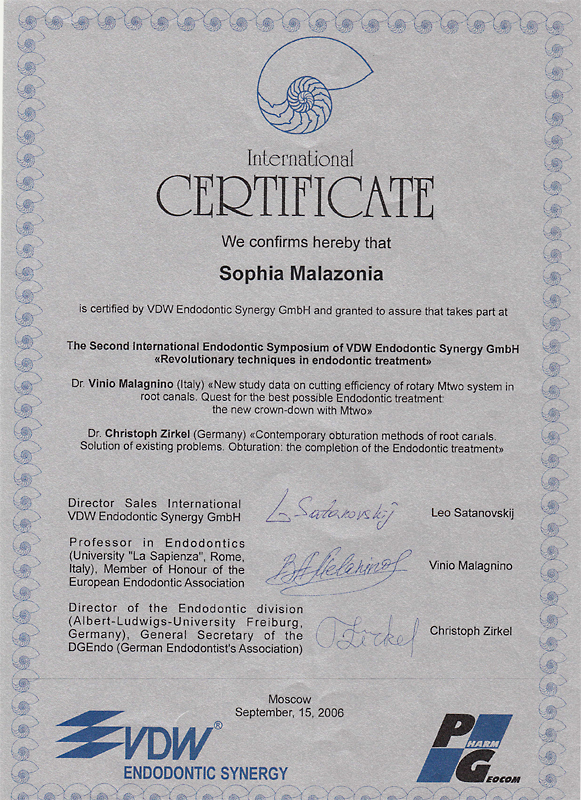 International
CERTIFICATE
We confirms hereby that
Sophia Malazonia
is certified by VDW Endodontic Synergy GmbH and granted to assure that takes part at
The Second International Endodontic Symposium of VDW Endodontic Synergy GmbH
«Revolutionary techniques in endodontic treatment»
Dr. Vinio Malagnino (Italy) «New study data on cutting efficiency of rotary Mtwo system in
root canals. Quest for the best possible Endodontic treatment:
the new crown-down with Mtwo»
Dr. Christoph Zirkel (Germany) «Contemporary obturation methods of root canals.
Solution of existing problems. Obturation: the completion of the Endodontic treatment»
Director Sales International
VDW Endodontic Synergy GmbH
L Satanovskij
Leo Satanovskij
Professor in Endodontics
(University "La Sapienza", Rome,
Italy), Member of Honour of the
European Endodontic Association
Vinio Malagnino
Director of the Endodontic division
(Albert-Ludwigs-University Freiburg,
Germany), General Secretary of the
DGEndo (German Endodontist's Association)
Zirkel
Christoph Zirkel
Moscow
September, 15, 2006
VDW®
ENDODONTIC SYNERGY
PHARM
GEOCOM